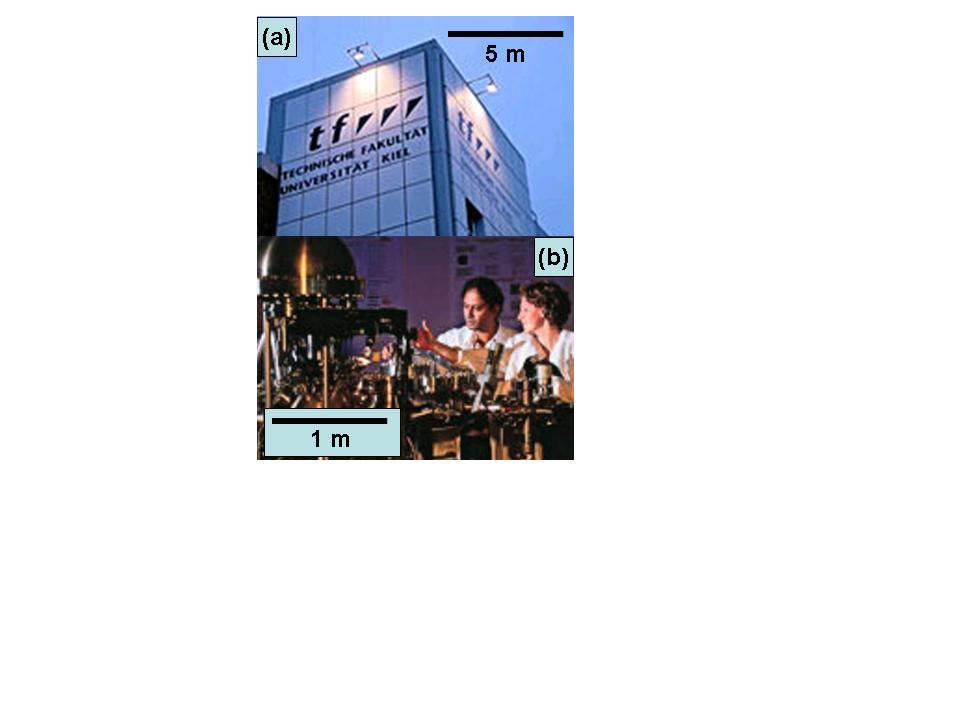 (a)
5 m
tf
TECHNISCHE FAKULTÄT
UNIVERSITÄT KIEL
tf
(b)
1 m